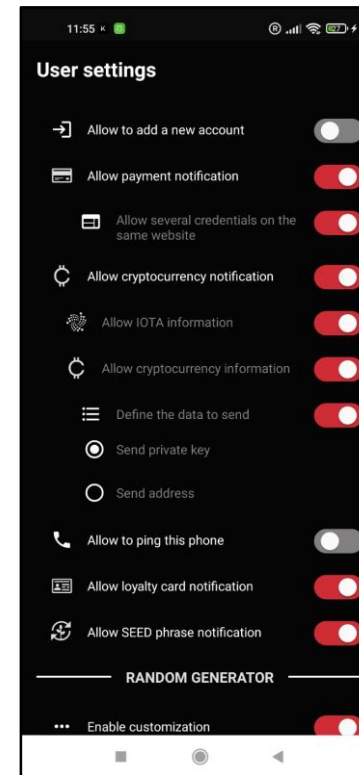 11:55 K
R 27
User settings
Allow to add a new account
Allow payment notification
Allow several credentials on the
same website
Allow cryptocurrency notification
Allow IOTA information
Allow cryptocurrency information
Define the data to send
Send private key
Send address
Allow to ping this phone
Allow loyalty card notification
Allow SEED phrase notification
RANDOM GENERATOR
Enable customization